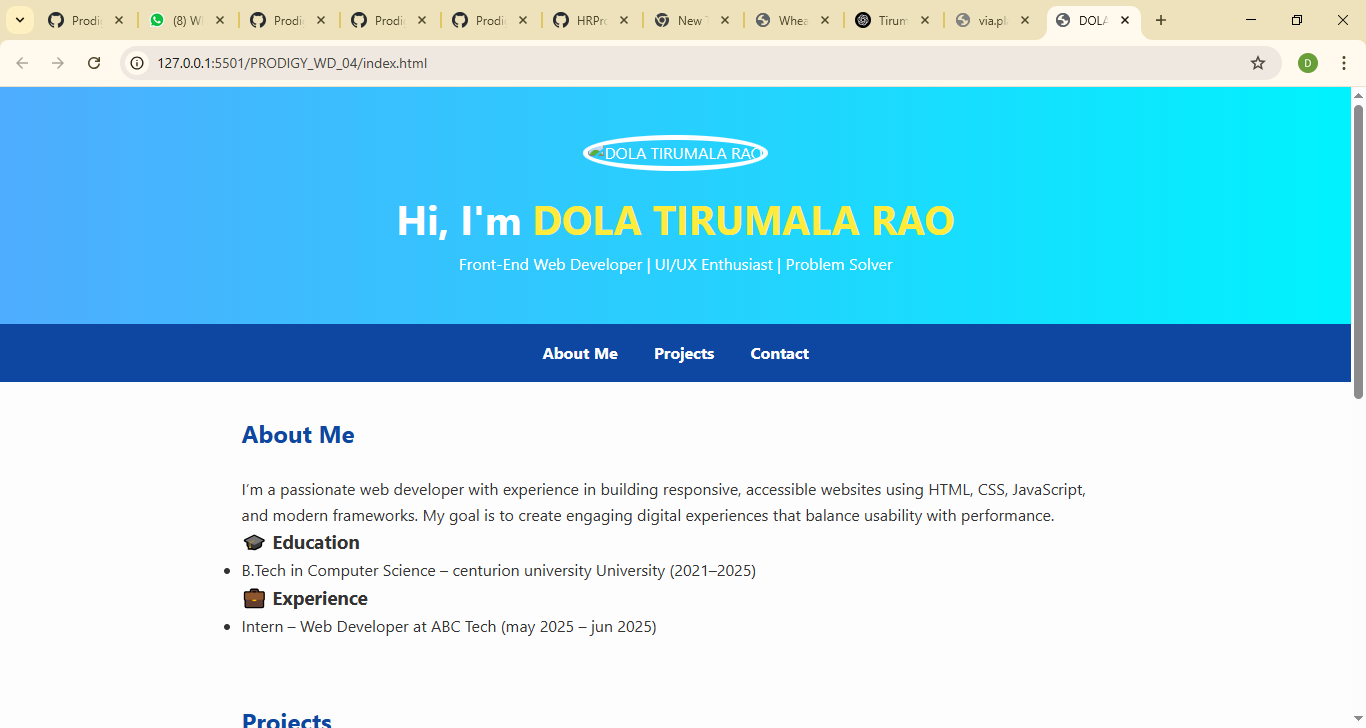 Prodi
(8) W
Prodi
Prodi
Prodi
HRPr
New
Whea
Tirum
via.pl
DOLA
127.0.0.1:5501/PRODIGY_WD_04/index.html
D
DOLA TIRUMALA RAO
Hi, I'm DOLA TIRUMALA RAO
Front-End Web Developer | UI/UX Enthusiast | Problem Solver
About Me Projects Contact
About Me
I’m a passionate web developer with experience in building responsive, accessible websites using HTML, CSS, JavaScript,
and modern frameworks. My goal is to create engaging digital experiences that balance usability with performance.
🎓 Education
• B.Tech in Computer Science – centurion university University (2021–2025)
💼 Experience
• Intern – Web Developer at ABC Tech (may 2025 – jun 2025)
Projects